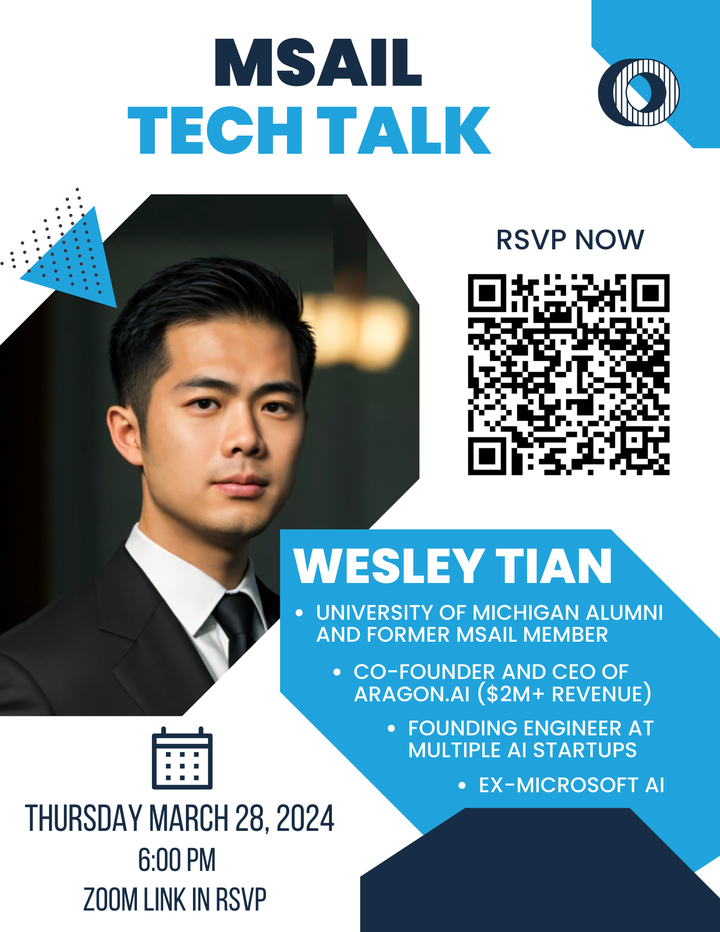 MSAIL
TECH TALK
RSVP NOW
WESLEY TIAN
• UNIVERSITY OF MICHIGAN ALUMNI
AND FORMER MSAIL MEMBER
• CO-FOUNDER AND CEO OF
ARAGON.AI ($2M+ REVENUE)
• FOUNDING ENGINEER AT
MULTIPLE AI STARTUPS
• EX-MICROSOFT AI
THURSDAY MARCH 28, 2024
6:00 PM
ZOOM LINK IN RSVP